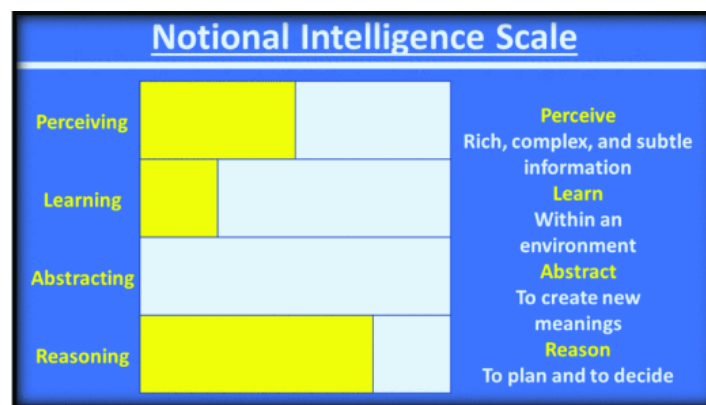 Notional Intelligence Scale
Perceiving
Learning
Abstracting
Reasoning
Perceive
Rich, complex, and subtle
information
Learn
Within an
environment
Abstract
To create new
meanings
Reason
To plan and to decide